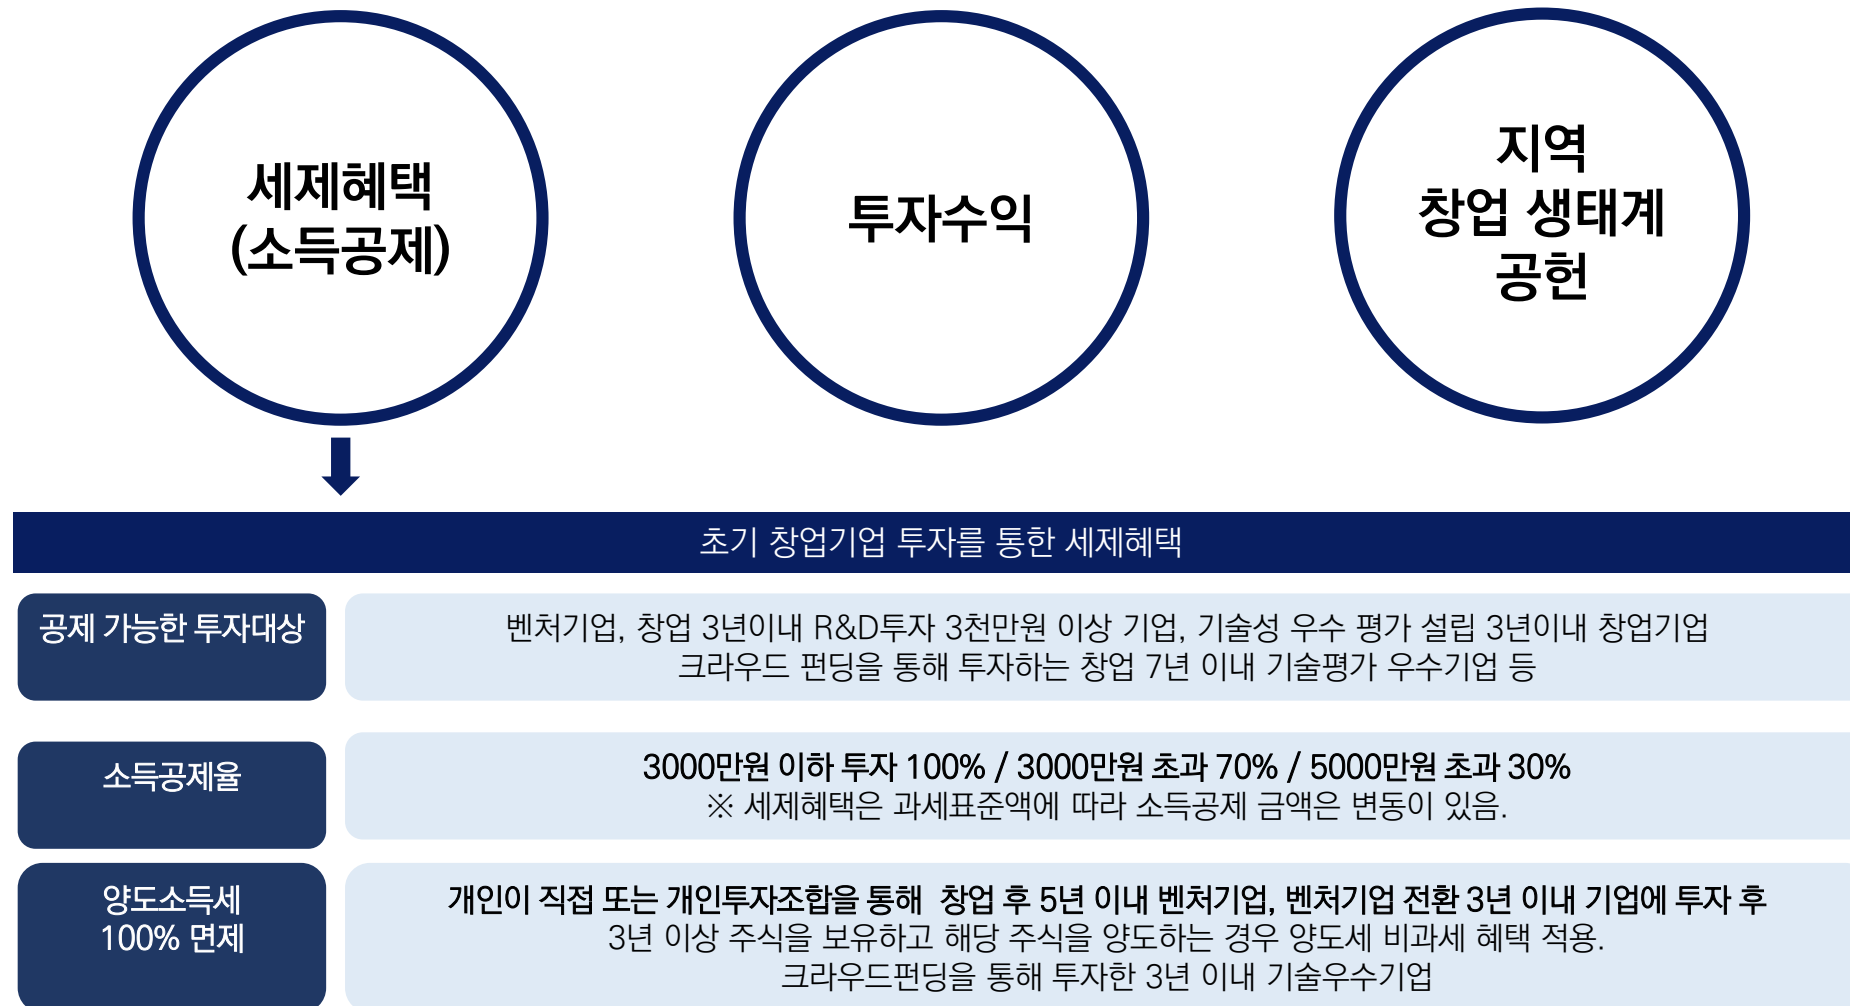 세제혜택
(소득공제)
투자수익
지역
창업 생태계
공헌
초기 창업기업 투자를 통한 세제혜택
공제 가능한 투자대상
벤처기업, 창업 3년이내 R&D투자 3천만원 이상 기업, 기술성 우수 평가 설립 3년이내 창업기업
크라우드 펀딩을 통해 투자하는 창업 7년 이내 기술평가 우수기업 등
소득공제율
3000만원 이하 투자 100% / 3000만원 초과 70% / 5000만원 초과 30%
※ 세제혜택은 과세표준액에 따라 소득공제 금액은 변동이 있음.
양도소득세
100% 면제
개인이 직접 또는 개인투자조합을 통해 창업 후 5년 이내 벤처기업, 벤처기업 전환 3년 이내 기업에 투자 후
3년 이상 주식을 보유하고 해당 주식을 양도하는 경우 양도세 비과세 혜택 적용.
크라우드펀딩을 통해 투자한 3년 이내 기술우수기업